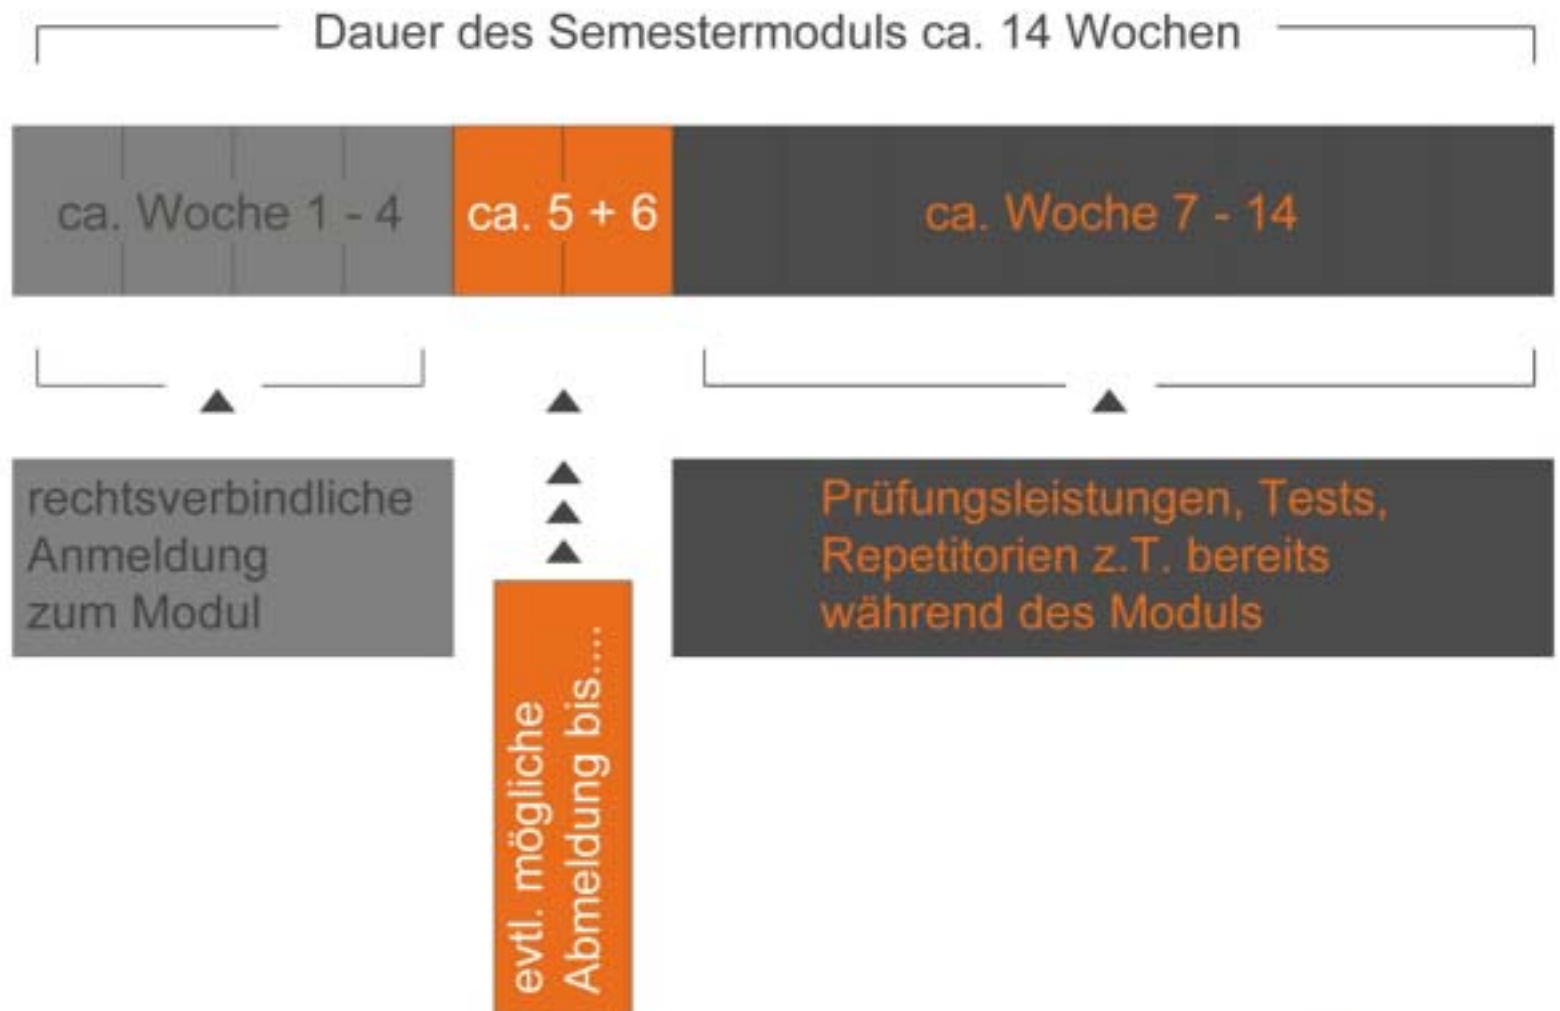 Dauer des Semestermoduls ca. 14 Wochen
ca. Woche 1 - 4
ca. 5 + 6
ca. Woche 7 - 14
rechtsverbindliche
Anmeldung
zum Modul
evtl. mögliche
Abmeldung bis....
Prüfungsleistungen, Tests,
Repetitorien z.T. bereits
während des Moduls